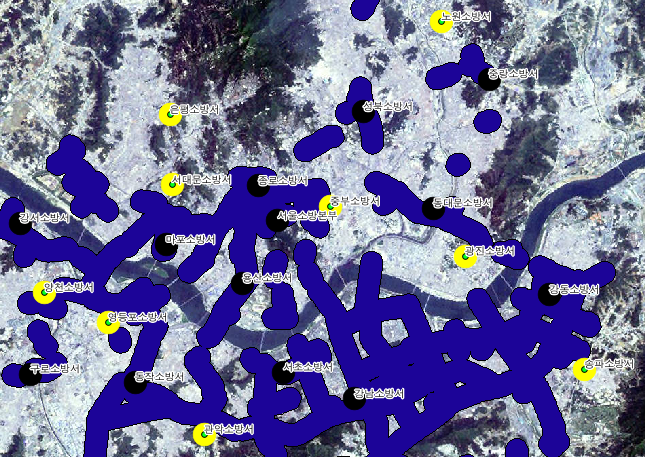 노원소방서
중랑소방서
은평소방서
성북소방서
서대문소방서
종로소방서
중부소방서
동대문소방서
강서소방서
서울소방본부
마포소방서
광진소방서
용산소방서
양천소방서
강동소방서
영등포소방서
구로소방서
서초소방서
송파소방서
동작소방서
강남소방서
관악소방서